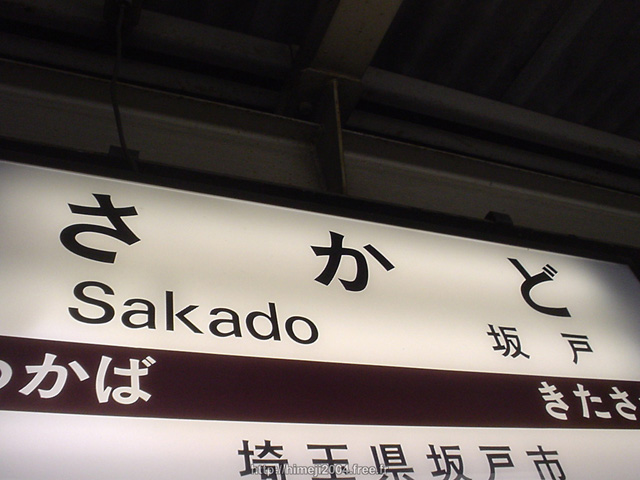 さかど
Sakado
坂戸
かば
きたさ
埼玉県坂戸市
http://himeji2004.free.fr